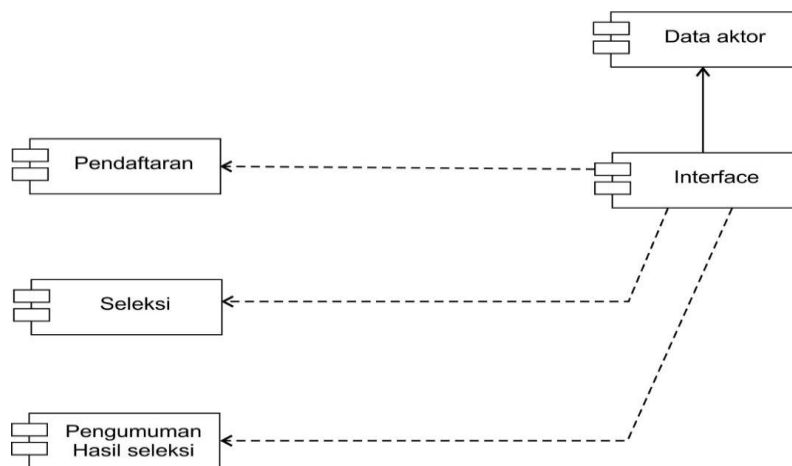 Data aktor
Pendaftaran
Interface
Seleksi
Pengumuman
Hasil seleksi